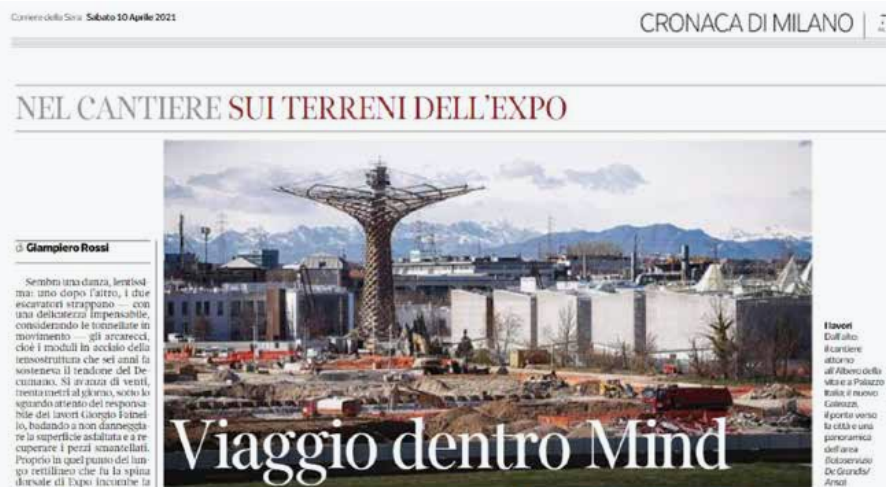 Corriere della Sera Sabato 10 Aprile 2021
CRONACA DI MILANO
NEL CANTIERE SUI TERRENI DELL'EXPO
di Giampiero Rossi
Sembra una danza, lentissi-
ma: uno dopo l'altro, i due
escavatori strappano — con
una delicatezza impensabile,
considerando le tonnellate in
movimento — gli arcatecci,
cioè i moduli in acciaio della
tensostruttura che sei anni fa
sosteneva il tendone del De-
cumano. Si avanza di venti,
trenta metri al giorno, sotto lo
sguardo attento del responsa-
bile dei lavori Giorgio Fainel-
lo, badando a non danneggia-
re la superficie asfaltata e a re-
cuperare i pezzi smantellati.
Proprio in quel punto del lun-
go rettilineo che fu la spina
dorsale di Expo incombe la
Viaggio dentro Mind
I lavori
Dall'alto:
il cantiere
attorno
all'Albero della
vita e a Palazzo
Italia; il nuovo
Galeazzi,
il ponte verso
la città e una
panoramica
dell'area
(fotoservizio
De Grandis/
Ansa)